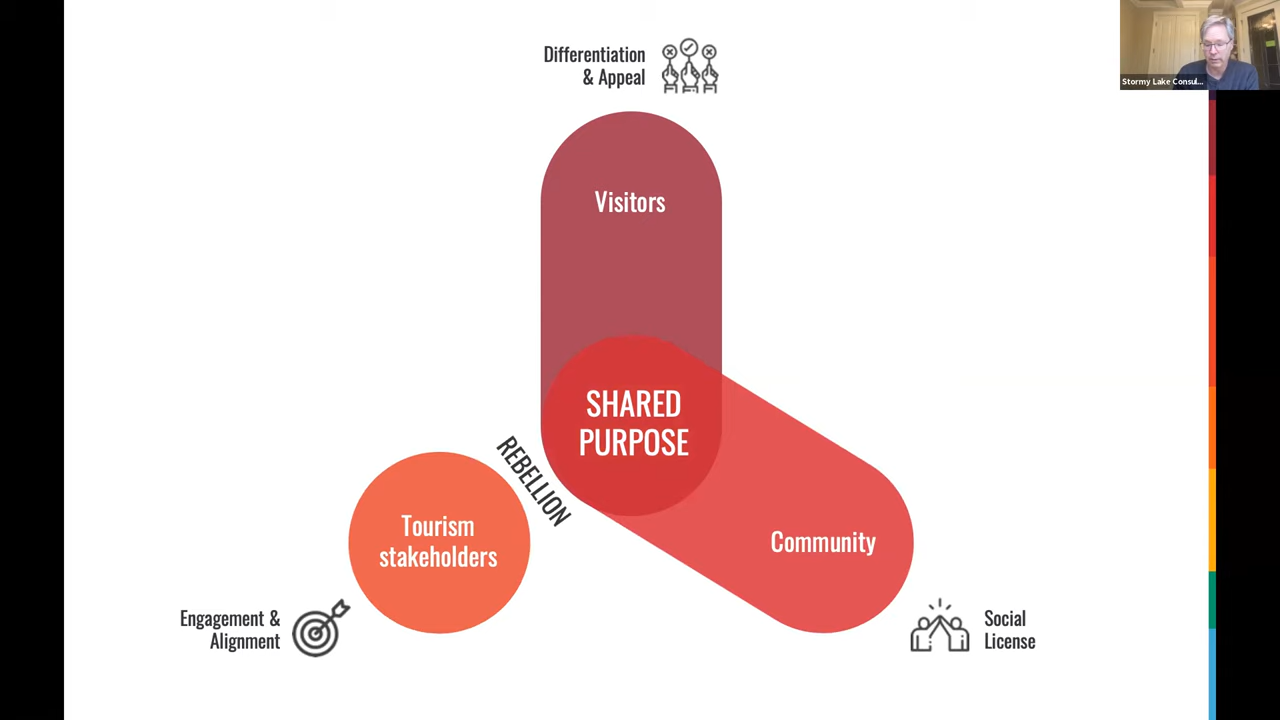 Differentiation
& Appeal
Stormy Lake Consul...
Visitors
SHARED
PURPOSE
REBELLION
Tourism
stakeholders
Community
Engagement &
Alignment
Social
License